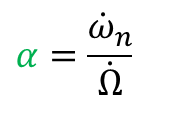 α = ω̇ₙ / Ω̇